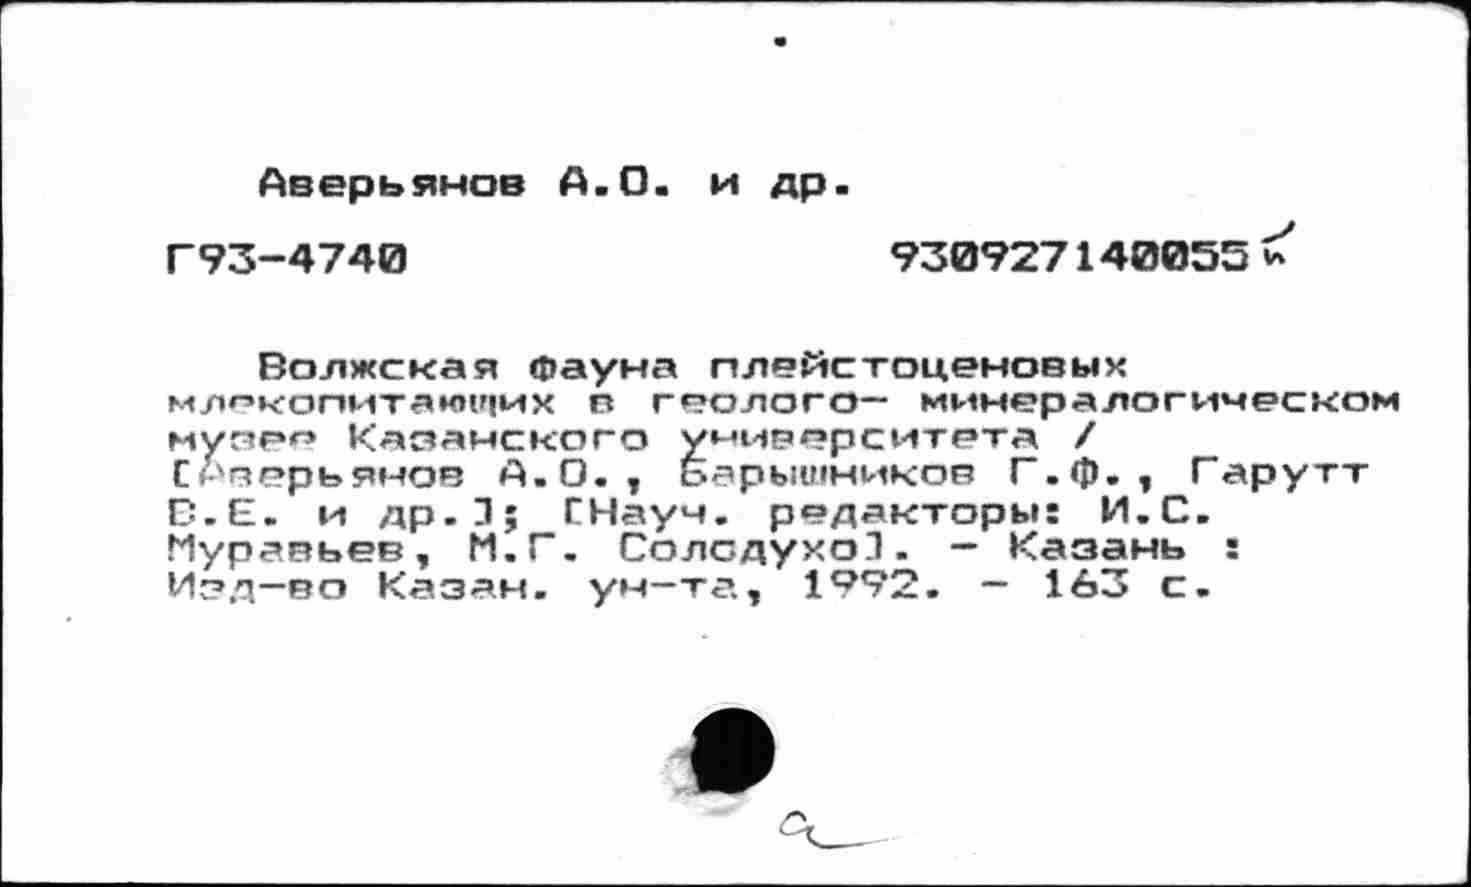 Аверьянов А.О. и др.
Г93-4740 930927140055
Волжская фауна плейстоценовых
млекопитающих в геолого- минералогическом
музее Казанского университета /
[Аверьянов А.О., Барышников Г.Ф., Гарутт
В.Е. и др.]; [Науч. редакторы: И.С.
Муравьев, М.Г. Солодухо]. - Казань :
Изд-во Казан. ун-та, 1992. - 163 с.
а